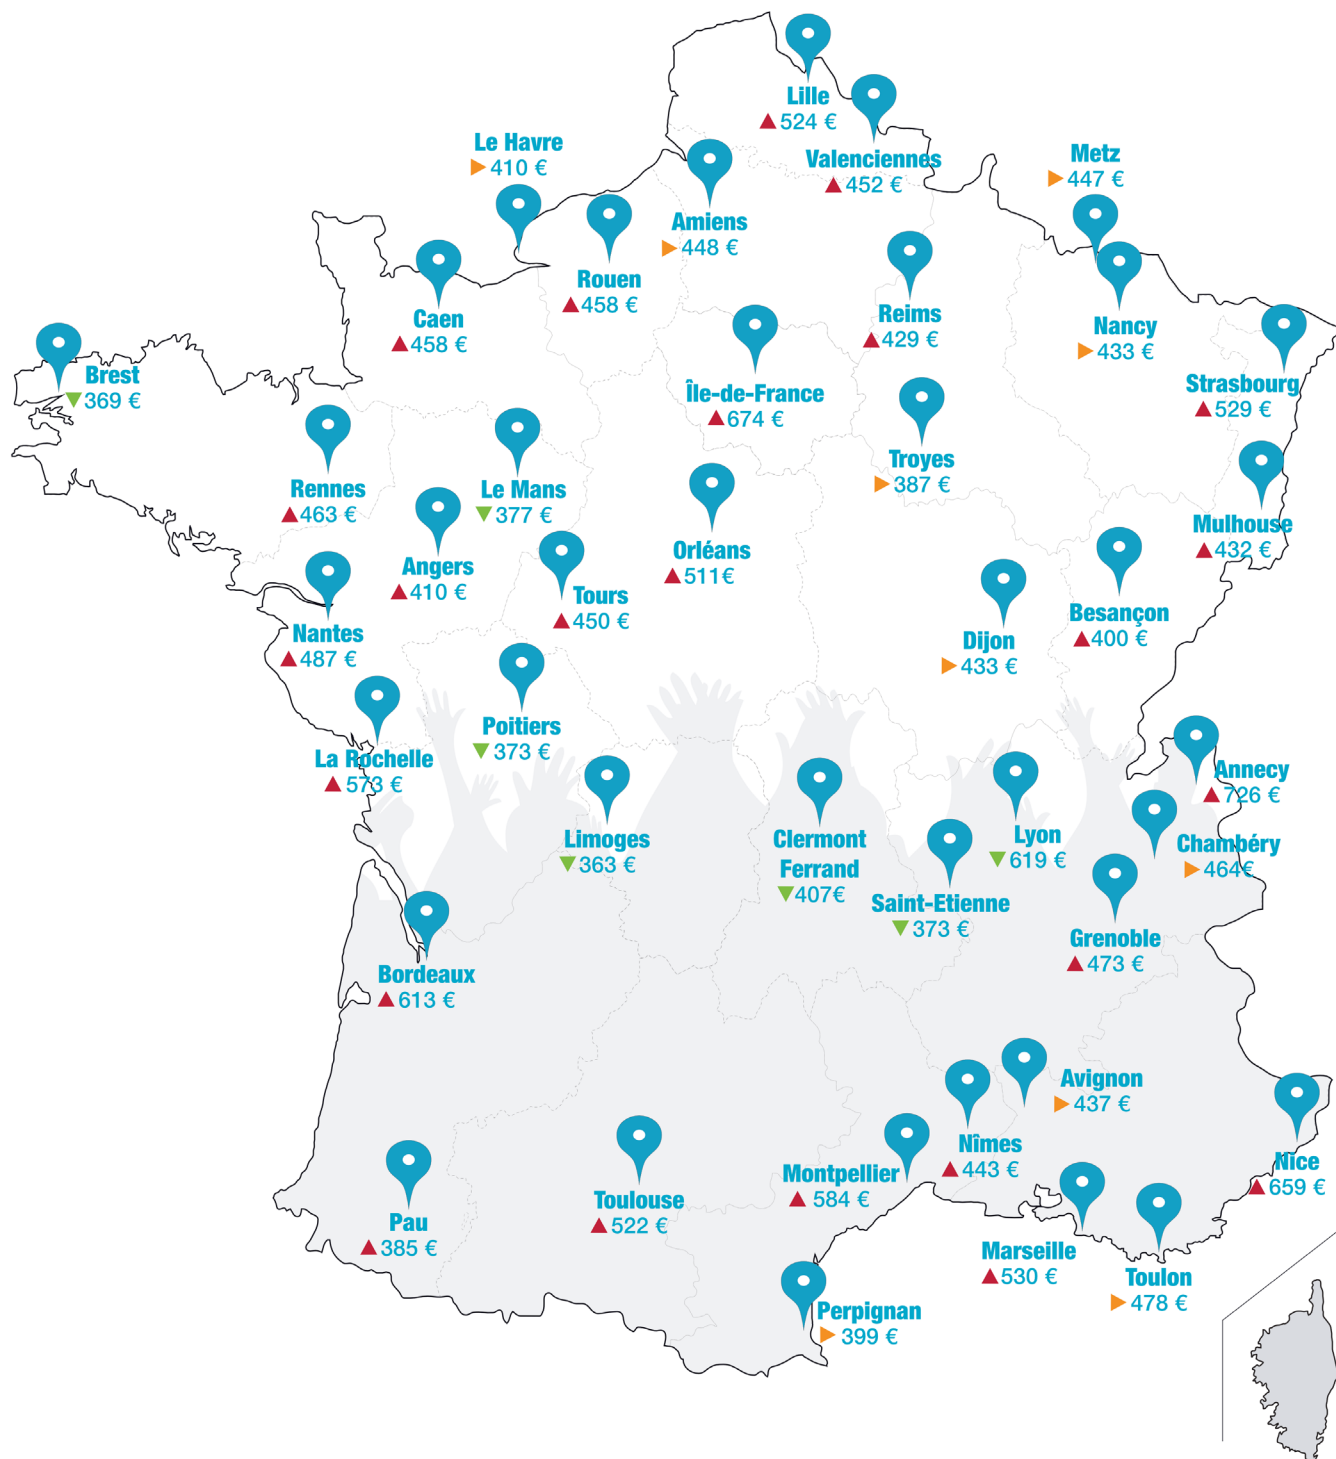 Lille
▲ 524 €
Valenciennes
▲ 452 €
Le Havre
▶ 410 €
Metz
▶ 447 €
Amiens
▶ 448 €
Rouen
▲ 458 €
Caen
▲ 458 €
Reims
▲ 429 €
Nancy
▶ 433 €
Brest
▼ 369 €
Île-de-France
▲ 674 €
Strasbourg
▲ 529 €
Troyes
▶ 387 €
Rennes
▲ 463 €
Le Mans
▼ 377 €
Mulhouse
▲ 432 €
Orléans
▲ 511€
Angers
▲ 410 €
Tours
▲ 450 €
Besançon
▲ 400 €
Nantes
▲ 487 €
Dijon
▶ 433 €
Poitiers
▼ 373 €
La Rochelle
▲ 573 €
Annecy
▲ 726 €
Limoges
▼ 363 €
Clermont
Ferrand
▼ 407€
Lyon
▼ 619 €
Chambéry
▶ 464€
Saint-Etienne
▼ 373 €
Grenoble
▲ 473 €
Bordeaux
▲ 613 €
Avignon
▶ 437 €
Nîmes
▲ 443 €
Nice
▲ 659 €
Montpellier
▲ 584 €
Toulouse
▲ 522 €
Pau
▲ 385 €
Marseille
▲ 530 €
Toulon
▶ 478 €
Perpignan
▶ 399 €